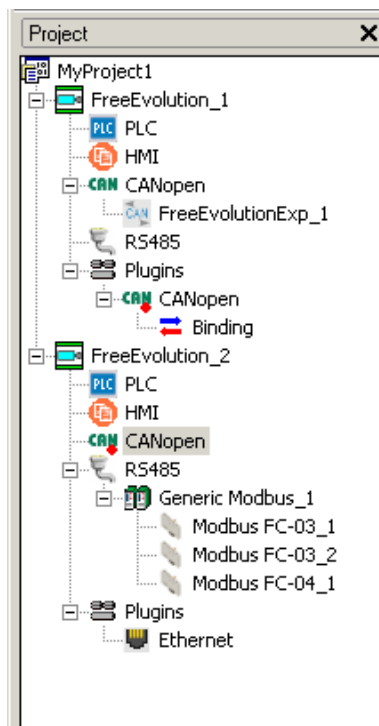 Project
MyProject1
FreeEvolution_1
PLC PLC
HMI
CAN CANopen
CAN FreeEvolutionExp_1
RS485
Plugins
CAN CANopen
Binding
FreeEvolution_2
PLC PLC
HMI
CAN CANopen
RS485
Generic Modbus_1
Modbus FC-03_1
Modbus FC-03_2
Modbus FC-04_1
Plugins
Ethernet